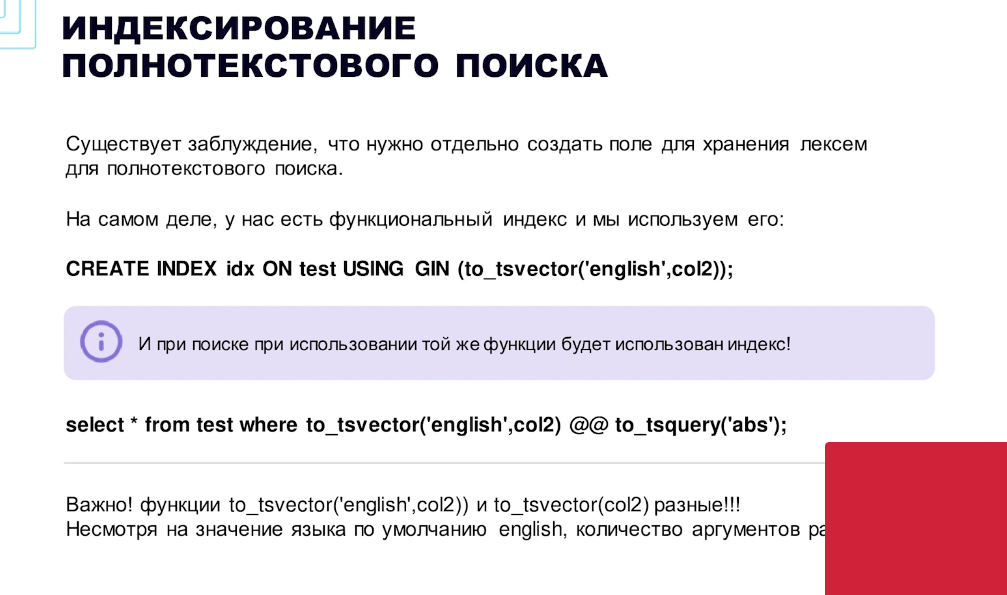 ИНДЕКСИРОВАНИЕ
ПОЛНОТЕКСТОВОГО ПОИСКА
Существует заблуждение, что нужно отдельно создать поле для хранения лексем
для полнотекстового поиска.
На самом деле, у нас есть функциональный индекс и мы используем его:
CREATE INDEX idx ON test USING GIN (to_tsvector('english',col2));
И при поиске при использовании той же функции будет использован индекс!
select * from test where to_tsvector('english',col2) @@ to_tsquery('abs');
Важно! функции to_tsvector('english',col2)) и to_tsvector(col2) разные!!!
Несмотря на значение языка по умолчанию english, количество аргументов